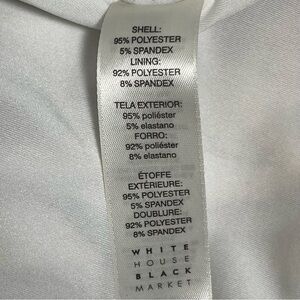 SHELL:
95% POLYESTER
5% SPANDEX
LINING:
92% POLYESTER
8% SPANDEX
TELA EXTERIOR:
95% poliéster
5% elastano
FORRO:
92% poliéster
8% elastano
ÉTOFFE
EXTÉRIEURE:
95% POLYESTER
5% SPANDEX
DOUBLURE:
92% POLYESTER
8% SPANDEX
WHITE
HOUSE
BLACK
MARKET